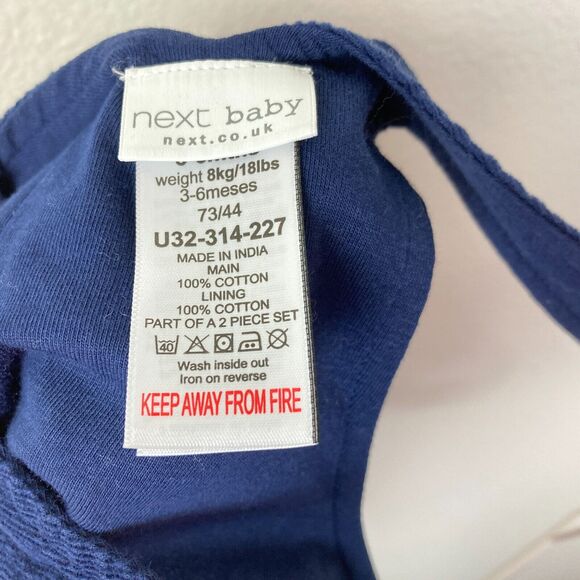 next baby
next.co.uk
weight 8kg/18lbs
3-6meses
73/44
U32-314-227
MADE IN INDIA
MAIN
100% COTTON
LINING
100% COTTON
PART OF A 2 PIECE SET
40
Wash inside out
Iron on reverse
KEEP AWAY FROM FIRE